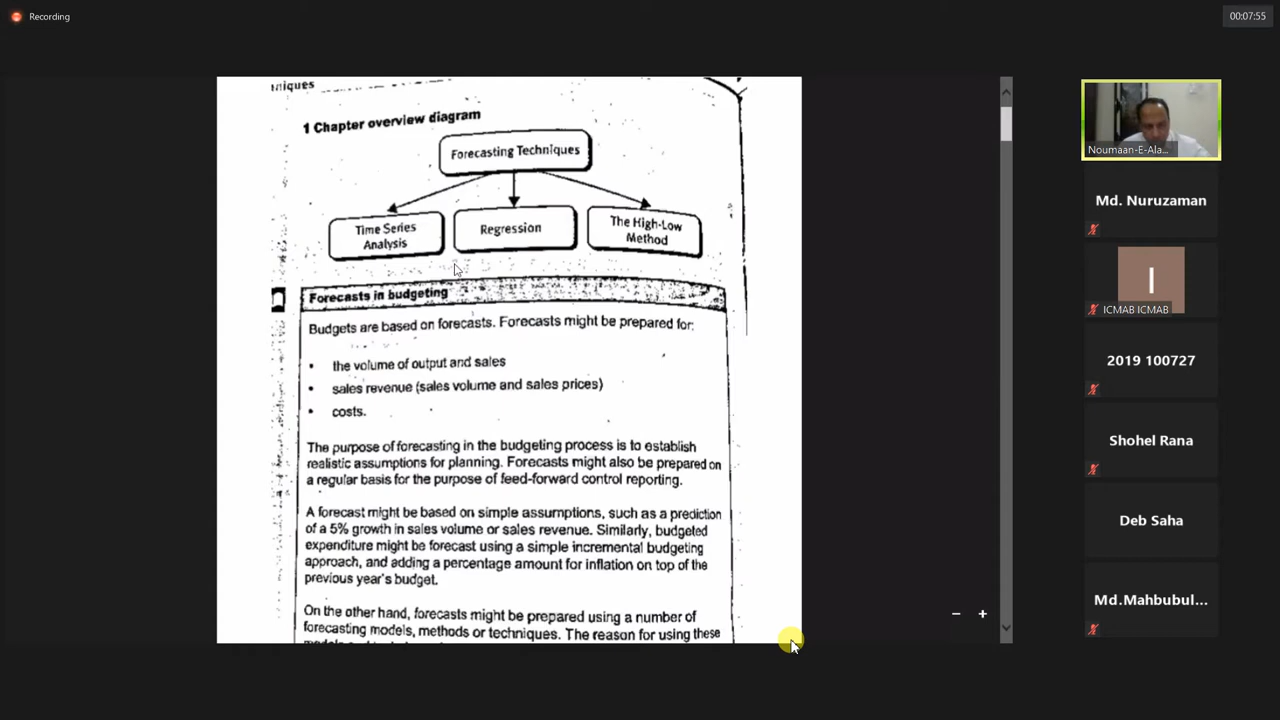 Recording
00:07:55
niques
1 Chapter overview diagram
Forecasting Techniques
Time Series
Analysis
Regression
The High-Low
Method
Forecasts in budgeting
Budgets are based on forecasts. Forecasts might be prepared for:
• the volume of output and sales
• sales revenue (sales volume and sales prices)
• costs.
The purpose of forecasting in the budgeting process is to establish
realistic assumptions for planning. Forecasts might also be prepared on
a regular basis for the purpose of feed-forward control reporting.
A forecast might be based on simple assumptions, such as a prediction
of a 5% growth in sales volume or sales revenue. Similarly, budgeted
expenditure might be forecast using a simple incremental budgeting
approach, and adding a percentage amount for inflation on top of the
previous year's budget.
On the other hand, forecasts might be prepared using a number of
forecasting models, methods or techniques. The reason for using these
Noumaan-E-Ala...
Md. Nuruzaman
I
ICMAB ICMAB
2019 100727
Shohel Rana
Deb Saha
Md.Mahbubul...